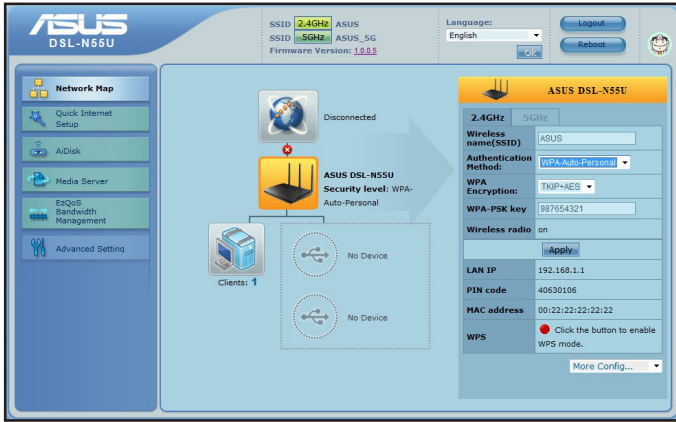 ASUS
DSL-N55U
SSID 2.4GHz ASUS
SSID 5GHz ASUS_5G
Firmware Version: 1.0.0.5
Language:
English
OK
Logout
Reboot
Network Map
Quick Internet
Setup
AiDisk
Media Server
EzQoS
Bandwidth
Management
Advanced Setting
Disconnected
ASUS DSL-N55U
Security level: WPA-
Auto-Personal
Clients: 1
No Device
No Device
ASUS DSL-N55U
2.4GHz 5GHz
Wireless
name(SSID) ASUS
Authentication
Method: WPA-Auto-Personal
WPA
Encryption: TKIP+AES
WPA-PSK key 987654321
Wireless radio on
Apply
LAN IP 192.168.1.1
PIN code 40630106
MAC address 00:22:22:22:22:22
WPS Click the button to enable
WPS mode.
More Config...